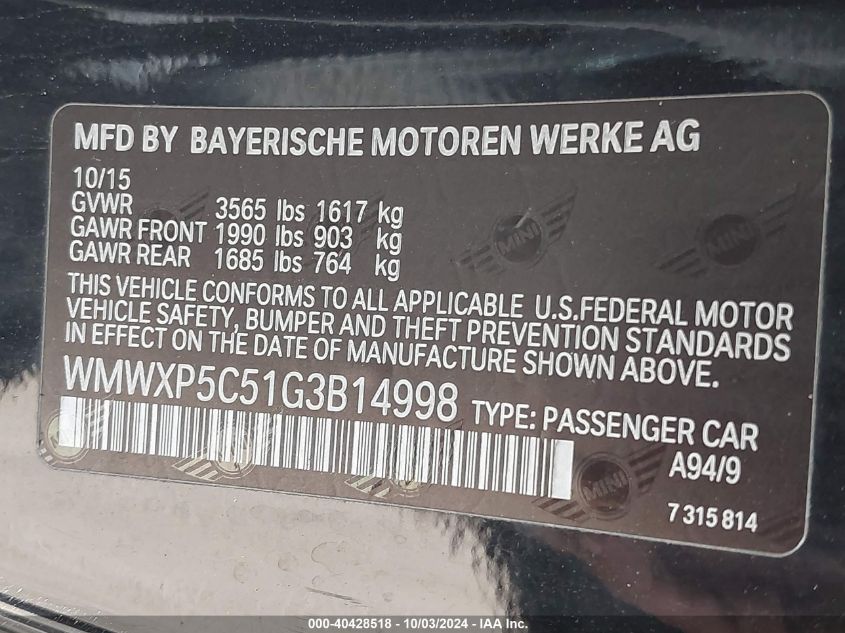 MFD BY BAYERISCHE MOTOREN WERKE AG
10/15
GVWR 3565 lbs 1617 kg
GAWR FRONT 1990 lbs 903 kg
GAWR REAR 1685 lbs 764 kg
THIS VEHICLE CONFORMS TO ALL APPLICABLE U.S.FEDERAL MOTOR
VEHICLE SAFETY, BUMPER AND THEFT PREVENTION STANDARDS
IN EFFECT ON THE DATE OF MANUFACTURE SHOWN ABOVE.
WMWXP5C51G3B14998 TYPE: PASSENGER CAR
A94/9
7 315 814
MINI
MINI
MINI
000-40428518 - 10/03/2024 - IAA Inc.